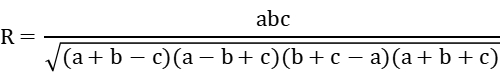 R = abc / √(a + b − c)(a − b + c)(b + c − a)(a + b + c)